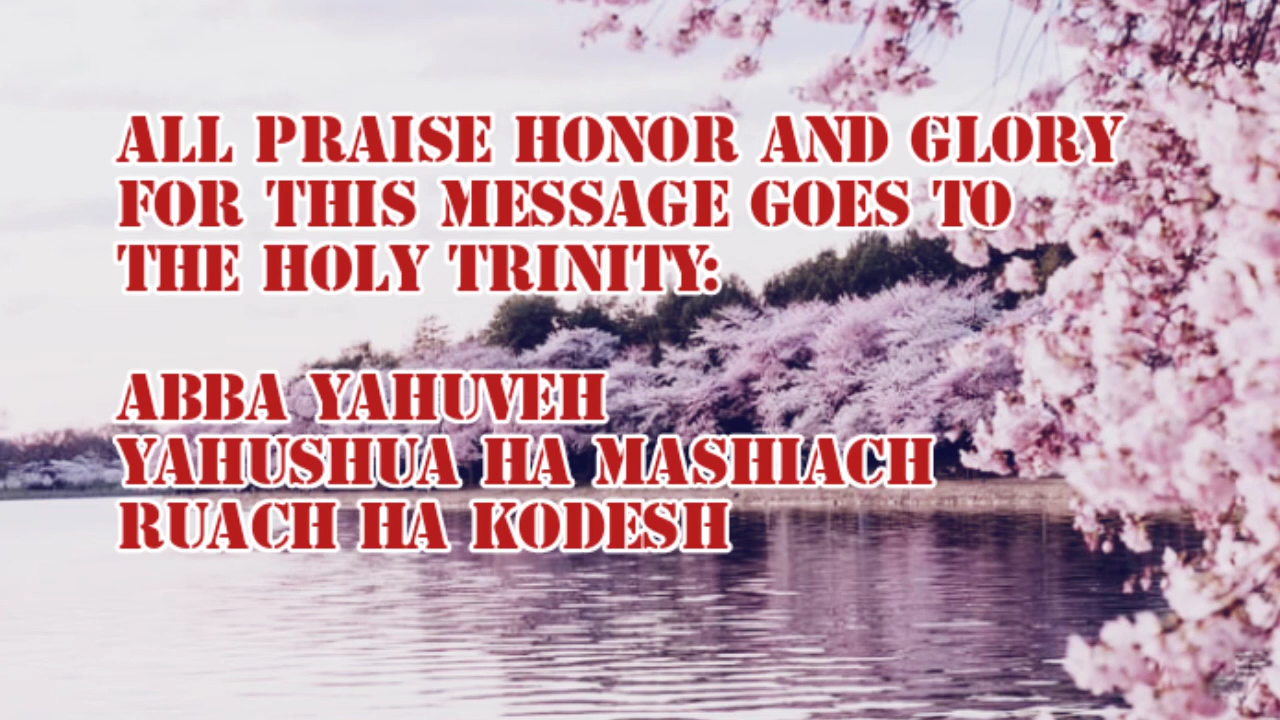 ALL PRAISE HONOR AND GLORY
FOR THIS MESSAGE GOES TO
THE HOLY TRINITY:
ABBA YAHUVEH
YAHUSHUA HA MASHIACH
RUACH HA KODESH